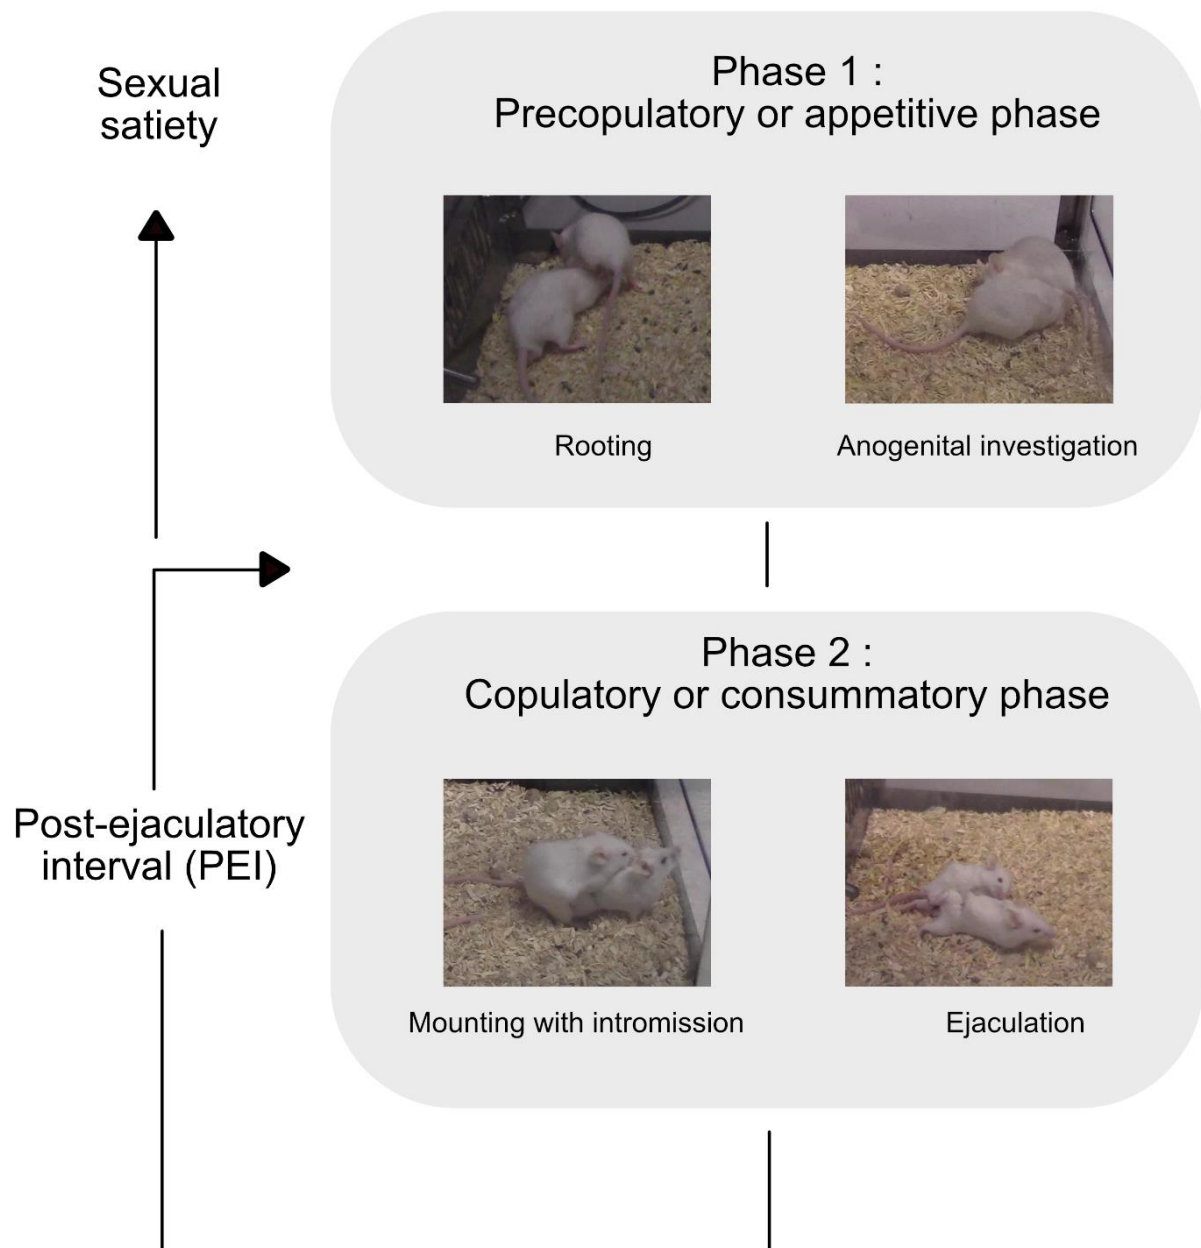 Sexual
satiety
Phase 1 :
Precopulatory or appetitive phase
Rooting
Anogenital investigation
Phase 2 :
Copulatory or consummatory phase
Post-ejaculatory
interval (PEI)
Mounting with intromission
Ejaculation